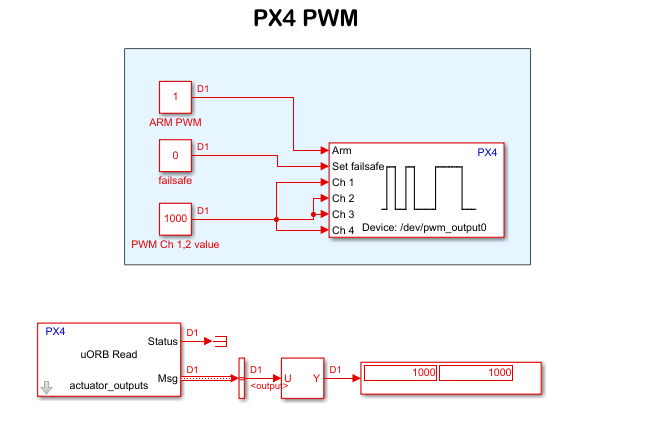 PX4 PWM
D1
1
ARM PWM
D1
0
failsafe
D1
1000
PWM Ch 1,2 value
PX4
Arm
Set failsafe
Ch 1
Ch 2
Ch 3
Ch 4
Device: /dev/pwm_output0
PX4
uORB Read
actuator_outputs
Status
Msg
D1
D1
D1
<output>
U Y
D1
1000 1000